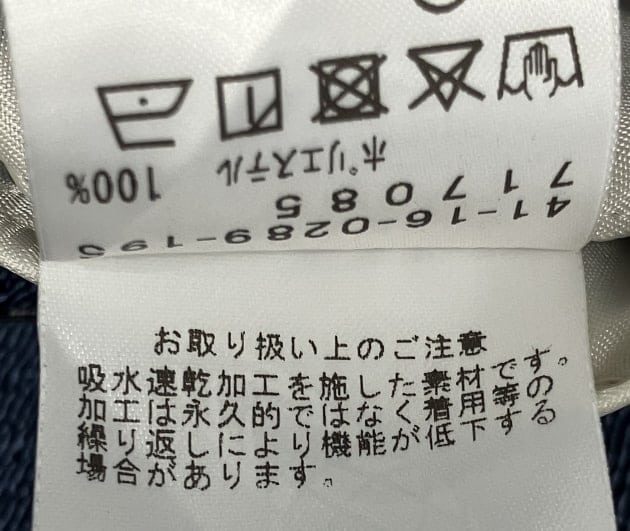 41-16-0289-195
717085
ポリエステル 100%
お取り扱い上のご注意
吸水速乾加工を施した素材です。
加工は永久的ではなく着用等の
繰り返しにより機能が低下する
場合があります。